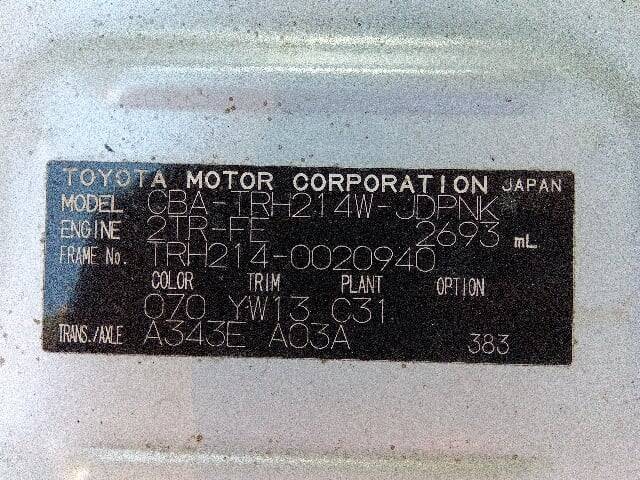 TOYOTA MOTOR CORPORATION JAPAN
MODEL CBA-TRH214W-JDPNK
ENGINE 2TR-FE 2693 mL
FRAME No. TRH214-0020940
COLOR TRIM PLANT OPTION
070 YW13 C31
TRANS./AXLE A343E A03A 383